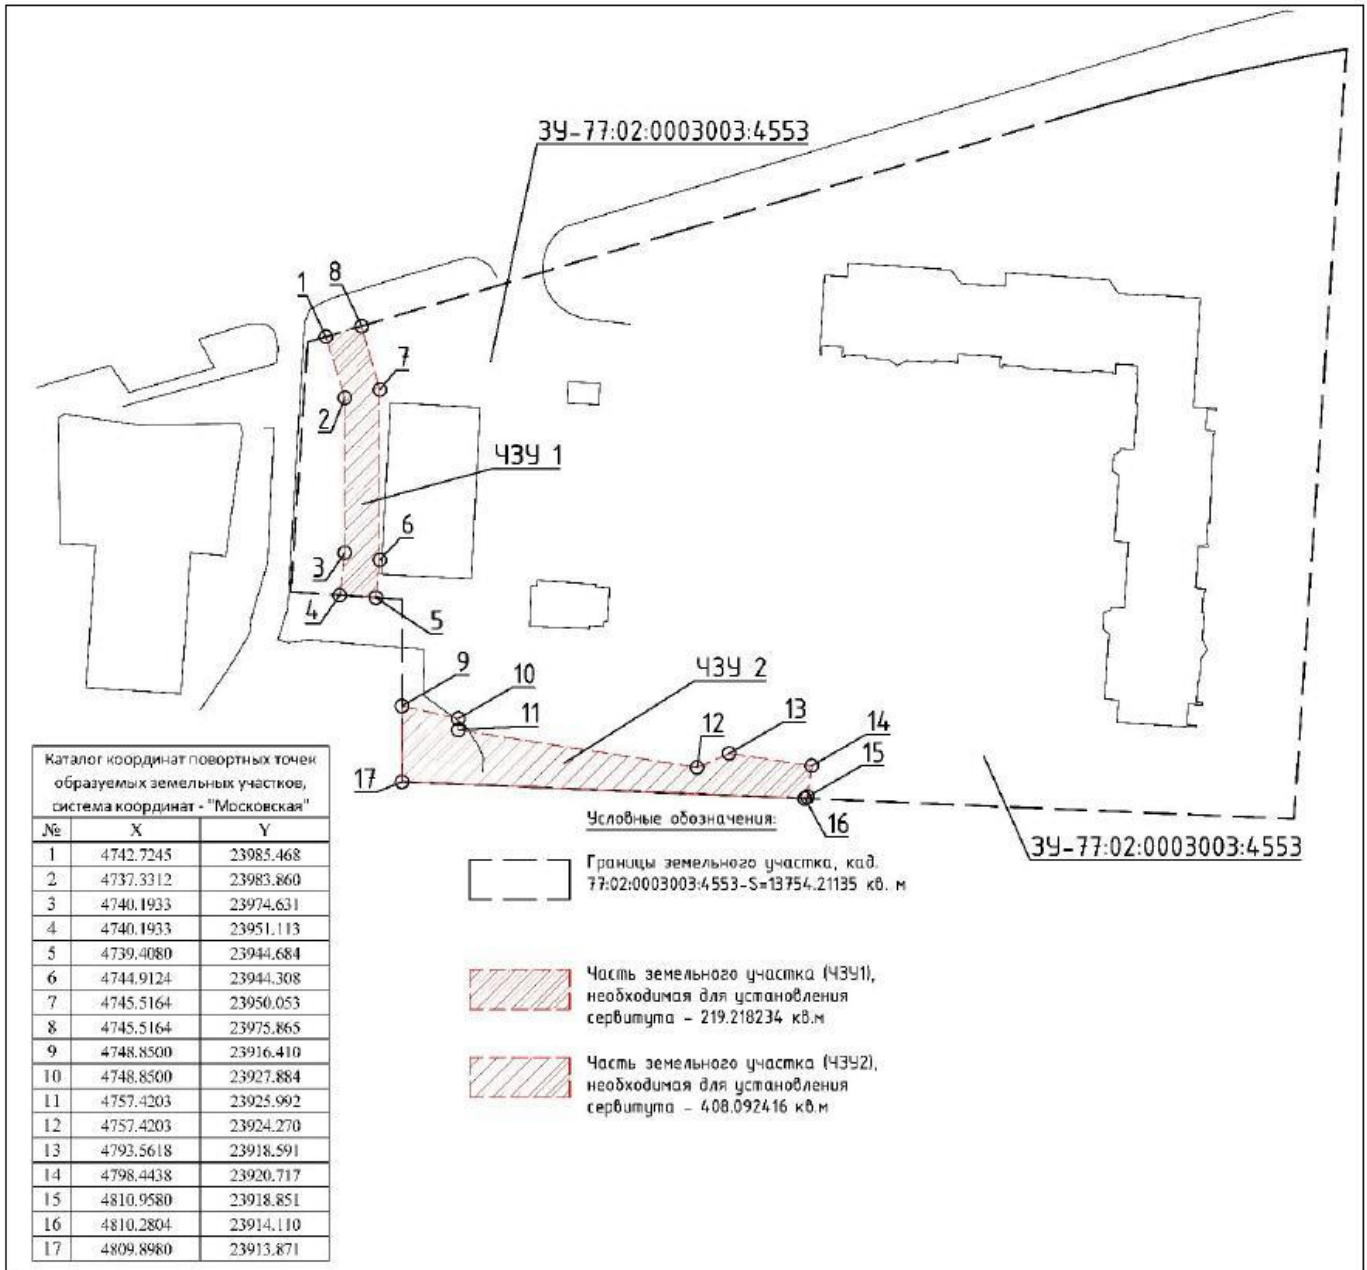 ЗУ-77:02:0003003:4553
8
1
7
2
ЧЗУ 1
6
3
4
5
9
10
ЧЗУ 2
11
12
13
14
15
17
16
Каталог координат повортных точек
образуемых земельных участков,
система координат - "Московская"
№ X Y
1 4742.7245 23985.468
2 4737.3312 23983.860
3 4740.1933 23974.631
4 4740.1933 23951.113
5 4739.4080 23944.684
6 4744.9124 23944.308
7 4745.5164 23950.053
8 4745.5164 23975.865
9 4748.8500 23916.410
10 4748.8500 23927.884
11 4757.4203 23925.992
12 4757.4203 23924.270
13 4793.5618 23918.591
14 4798.4438 23920.717
15 4810.9580 23918.851
16 4810.2804 23914.110
17 4809.8980 23913.871
Условные обозначения:
ЗУ-77:02:0003003:4553
Границы земельного участка, кад.
77:02:0003003:4553-S=13754.21135 кв. м
Часть земельного участка (ЧЗУ1),
необходимая для установления
сервитута - 219.218234 кв.м
Часть земельного участка (ЧЗУ2),
необходимая для установления
сервитута - 408.092416 кв.м